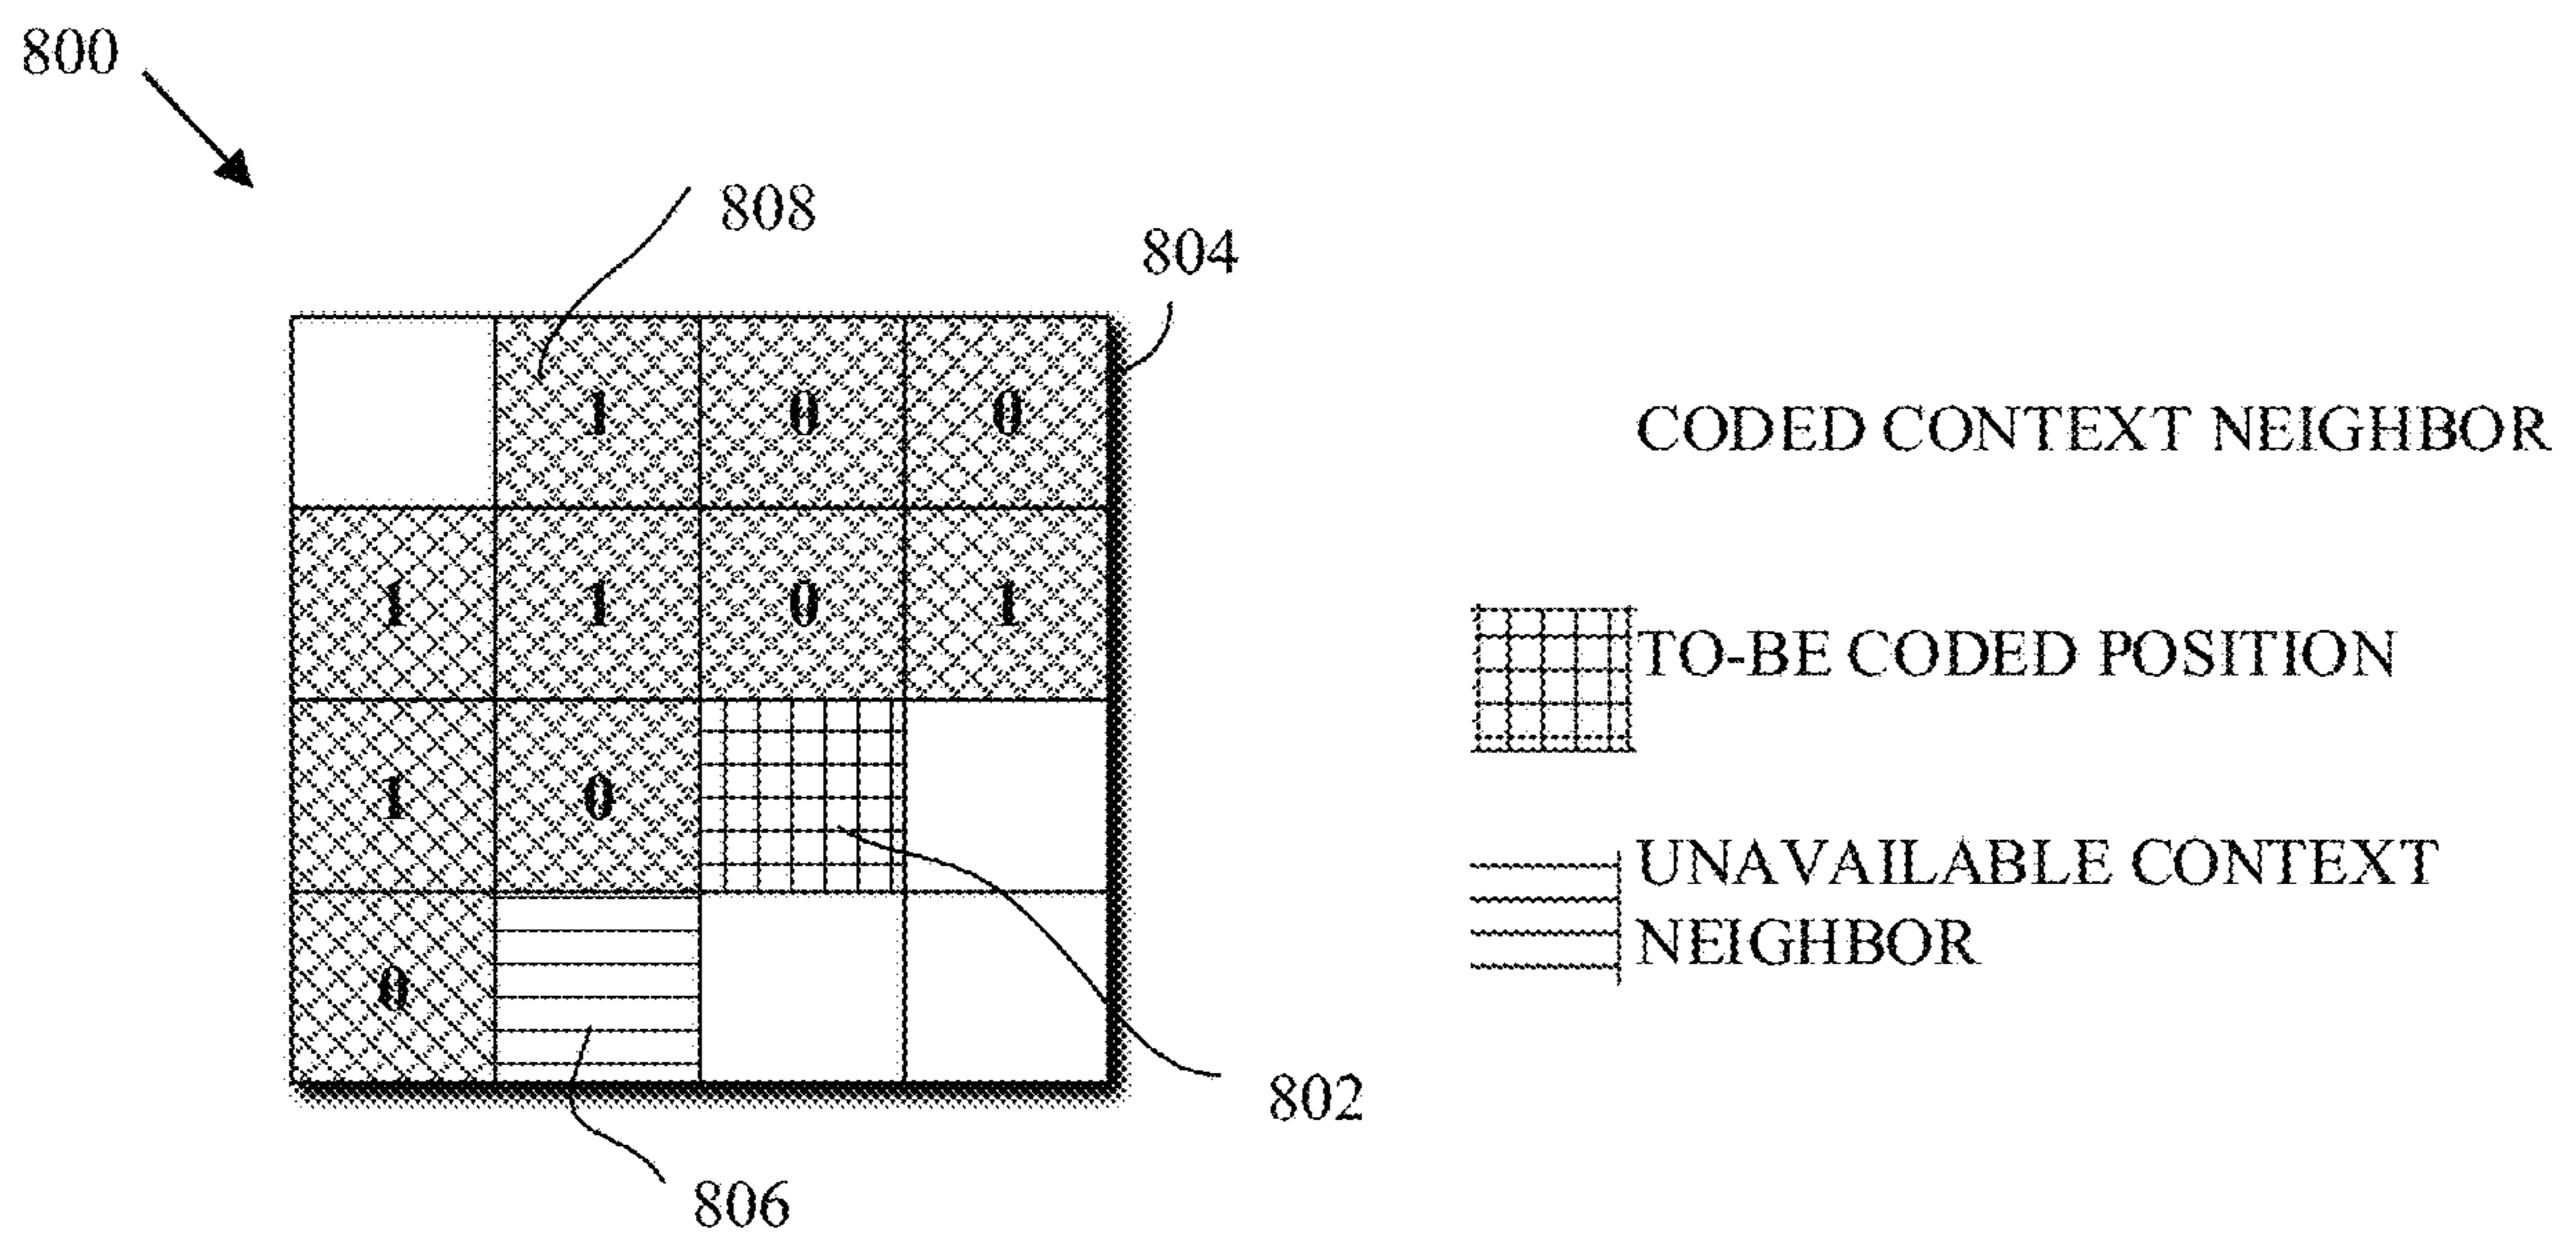 800
808
804
1 0 0
CODED CONTEXT NEIGHBOR
1 1 0 1
TO-BE CODED POSITION
1 0
UNAVAILABLE CONTEXT
NEIGHBOR
0
802
806